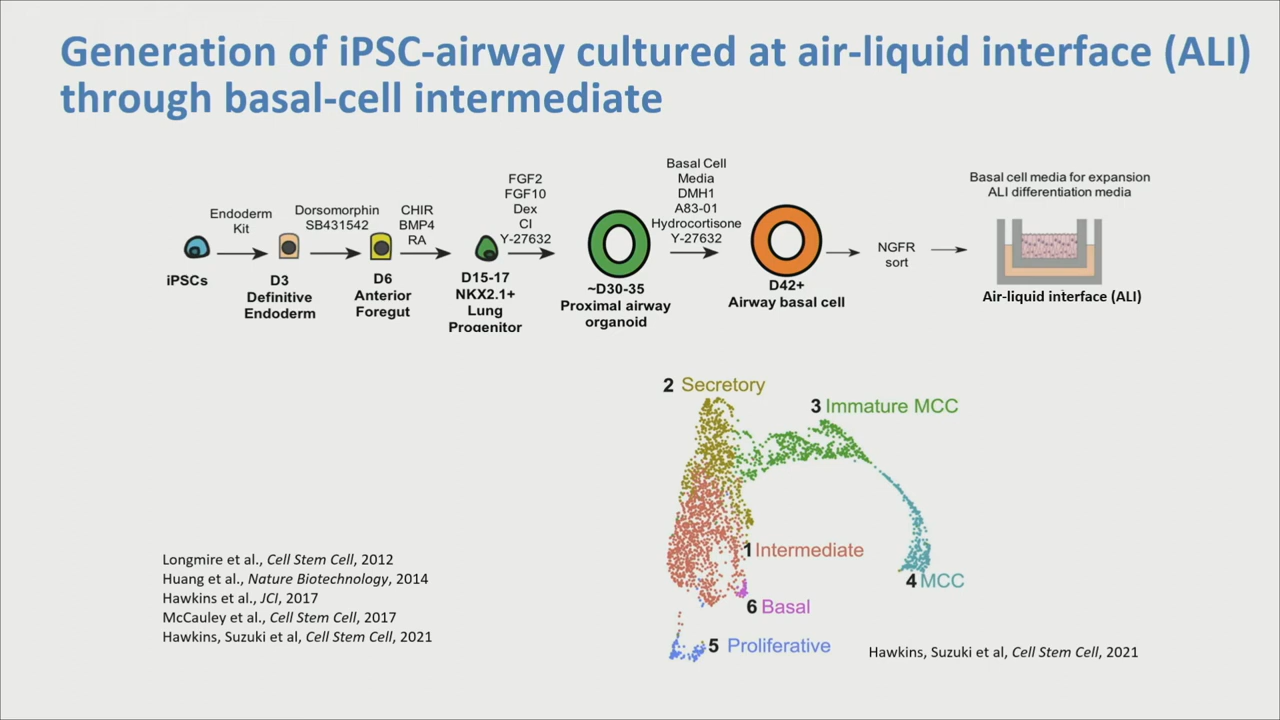 Generation of iPSC-airway cultured at air-liquid interface (ALI)
through basal-cell intermediate
Endoderm
Kit
Dorsomorphin
SB431542
CHIR
BMP4
RA
FGF2
FGF10
Dex
CI
Y-27632
Basal Cell
Media
DMH1
A83-01
Hydrocortisone
Y-27632
NGFR
sort
Basal cell media for expansion
ALI differentiation media
iPSCs
D3
Definitive
Endoderm
D6
Anterior
Foregut
D15-17
NKX2.1+
Lung
Progenitor
~D30-35
Proximal airway
organoid
D42+
Airway basal cell
Air-liquid interface (ALI)
2 Secretory
3 Immature MCC
1 Intermediate
4 MCC
6 Basal
5 Proliferative
Longmire et al., Cell Stem Cell, 2012
Huang et al., Nature Biotechnology, 2014
Hawkins et al., JCI, 2017
McCauley et al., Cell Stem Cell, 2017
Hawkins, Suzuki et al, Cell Stem Cell, 2021
Hawkins, Suzuki et al, Cell Stem Cell, 2021